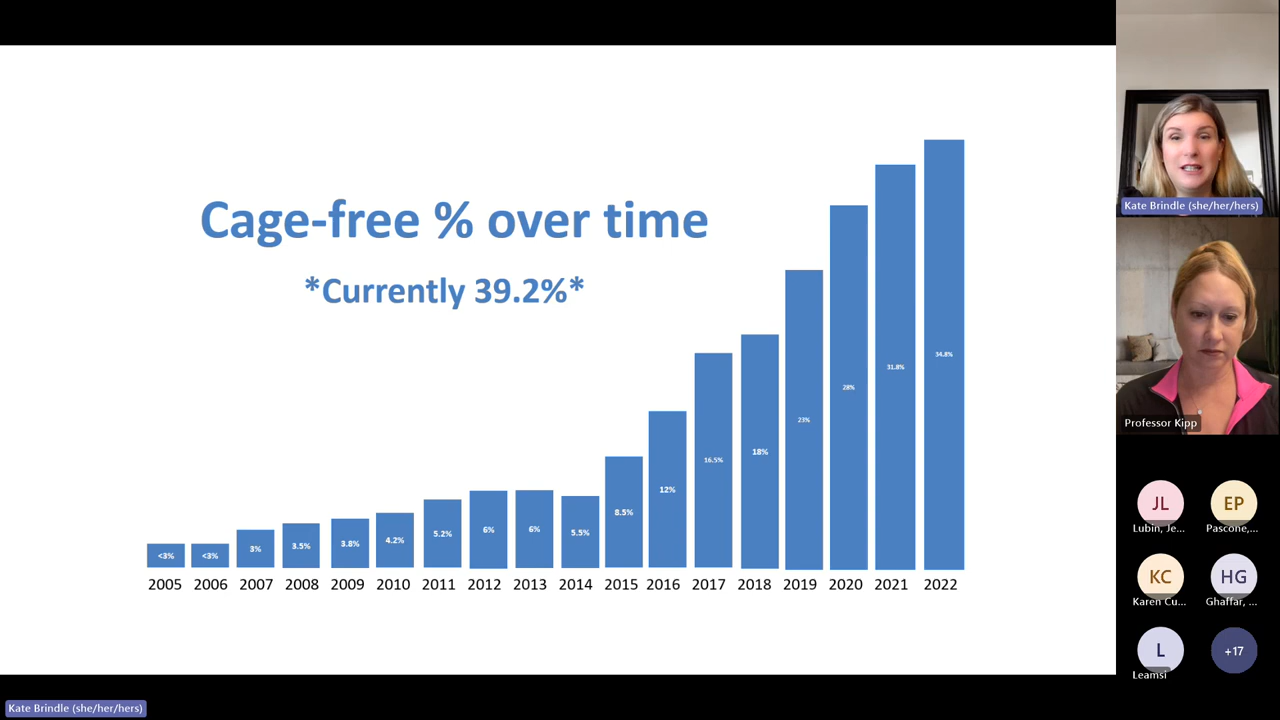 Cage-free % over time
*Currently 39.2%*
<3%
<3%
3%
3.5%
3.8%
4.2%
5.2%
6%
6%
5.5%
8.5%
12%
16.5%
18%
23%
28%
31.8%
34.8%
2005 2006 2007 2008 2009 2010 2011 2012 2013 2014 2015 2016 2017 2018 2019 2020 2021 2022
Kate Brindle (she/her/hers)
Professor Kipp
JL EP
Lubin, Je... Pascone,...
KC HG
Karen Cu... Ghaffar, ...
L +17
Leamsi
Kate Brindle (she/her/hers)